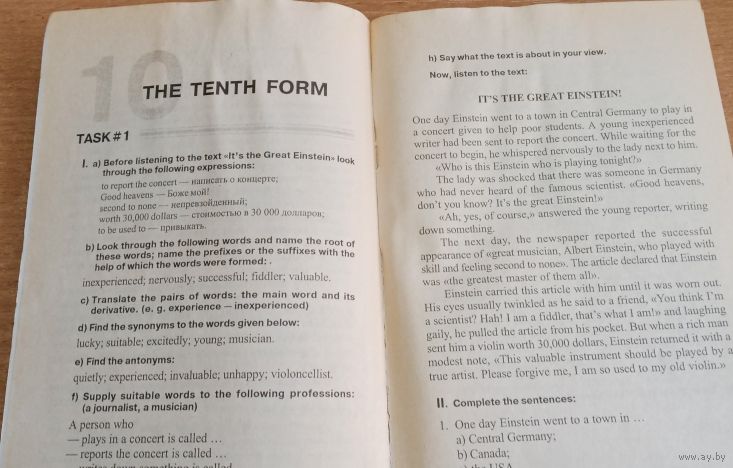 10
THE TENTH FORM
TASK # 1
I. a) Before listening to the text «It's the Great Einstein» look
through the following expressions:
to report the concert — написать о концерте;
Good heavens — Боже мой!
second to none — непревзойденный;
worth 30,000 dollars — стоимостью в 30 000 долларов;
to be used to — привыкать.
b) Look through the following words and name the root of
these words; name the prefixes or the suffixes with the
help of which the words were formed: .
inexperienced; nervously; successful; fiddler; valuable.
c) Translate the pairs of words: the main word and its
derivative. (e. g. experience — inexperienced)
d) Find the synonyms to the words given below:
lucky; suitable; excitedly; young; musician.
e) Find the antonyms:
quietly; experienced; invaluable; unhappy; violoncellist.
f) Supply suitable words to the following professions:
(a journalist, a musician)
A person who
— plays in a concert is called ...
— reports the concert is called ...
— writes down something is called
h) Say what the text is about in your view.
Now, listen to the text:
IT'S THE GREAT EINSTEIN!
One day Einstein went to a town in Central Germany to play in
a concert given to help poor students. A young inexperienced
writer had been sent to report the concert. While waiting for the
concert to begin, he whispered nervously to the lady next to him.
«Who is this Einstein who is playing tonight?»
The lady was shocked that there was someone in Germany
who had never heard of the famous scientist. «Good heavens,
don't you know? It's the great Einstein!»
«Ah, yes, of course,» answered the young reporter, writing
down something.
The next day, the newspaper reported the successful
appearance of «great musician, Albert Einstein, who played with
skill and feeling second to none». The article declared that Einstein
was «the greatest master of them all».
Einstein carried this article with him until it was worn out.
His eyes usually twinkled as he said to a friend, «You think I'm
a scientist? Hah! I am a fiddler, that's what I am!» and laughing
gaily, he pulled the article from his pocket. But when a rich man
sent him a violin worth 30,000 dollars, Einstein returned it with a
modest note, «This valuable instrument should be played by a
true artist. Please forgive me, I am so used to my old violin.»
II. Complete the sentences:
1. One day Einstein went to a town in ...
a) Central Germany;
b) Canada;
c) the USA
www.ay.by